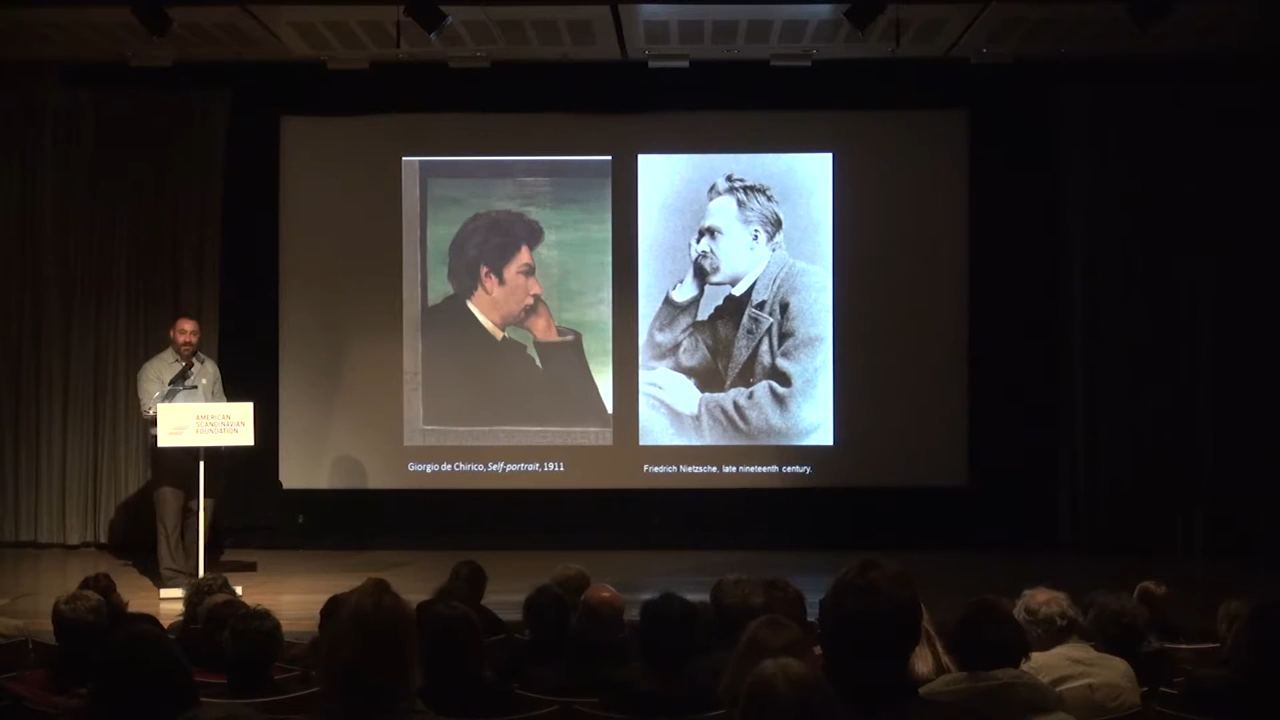 AMERICAN
SCANDINAVIAN
FOUNDATION
Giorgio de Chirico, Self-portrait, 1911
Friedrich Nietzsche, late nineteenth century.